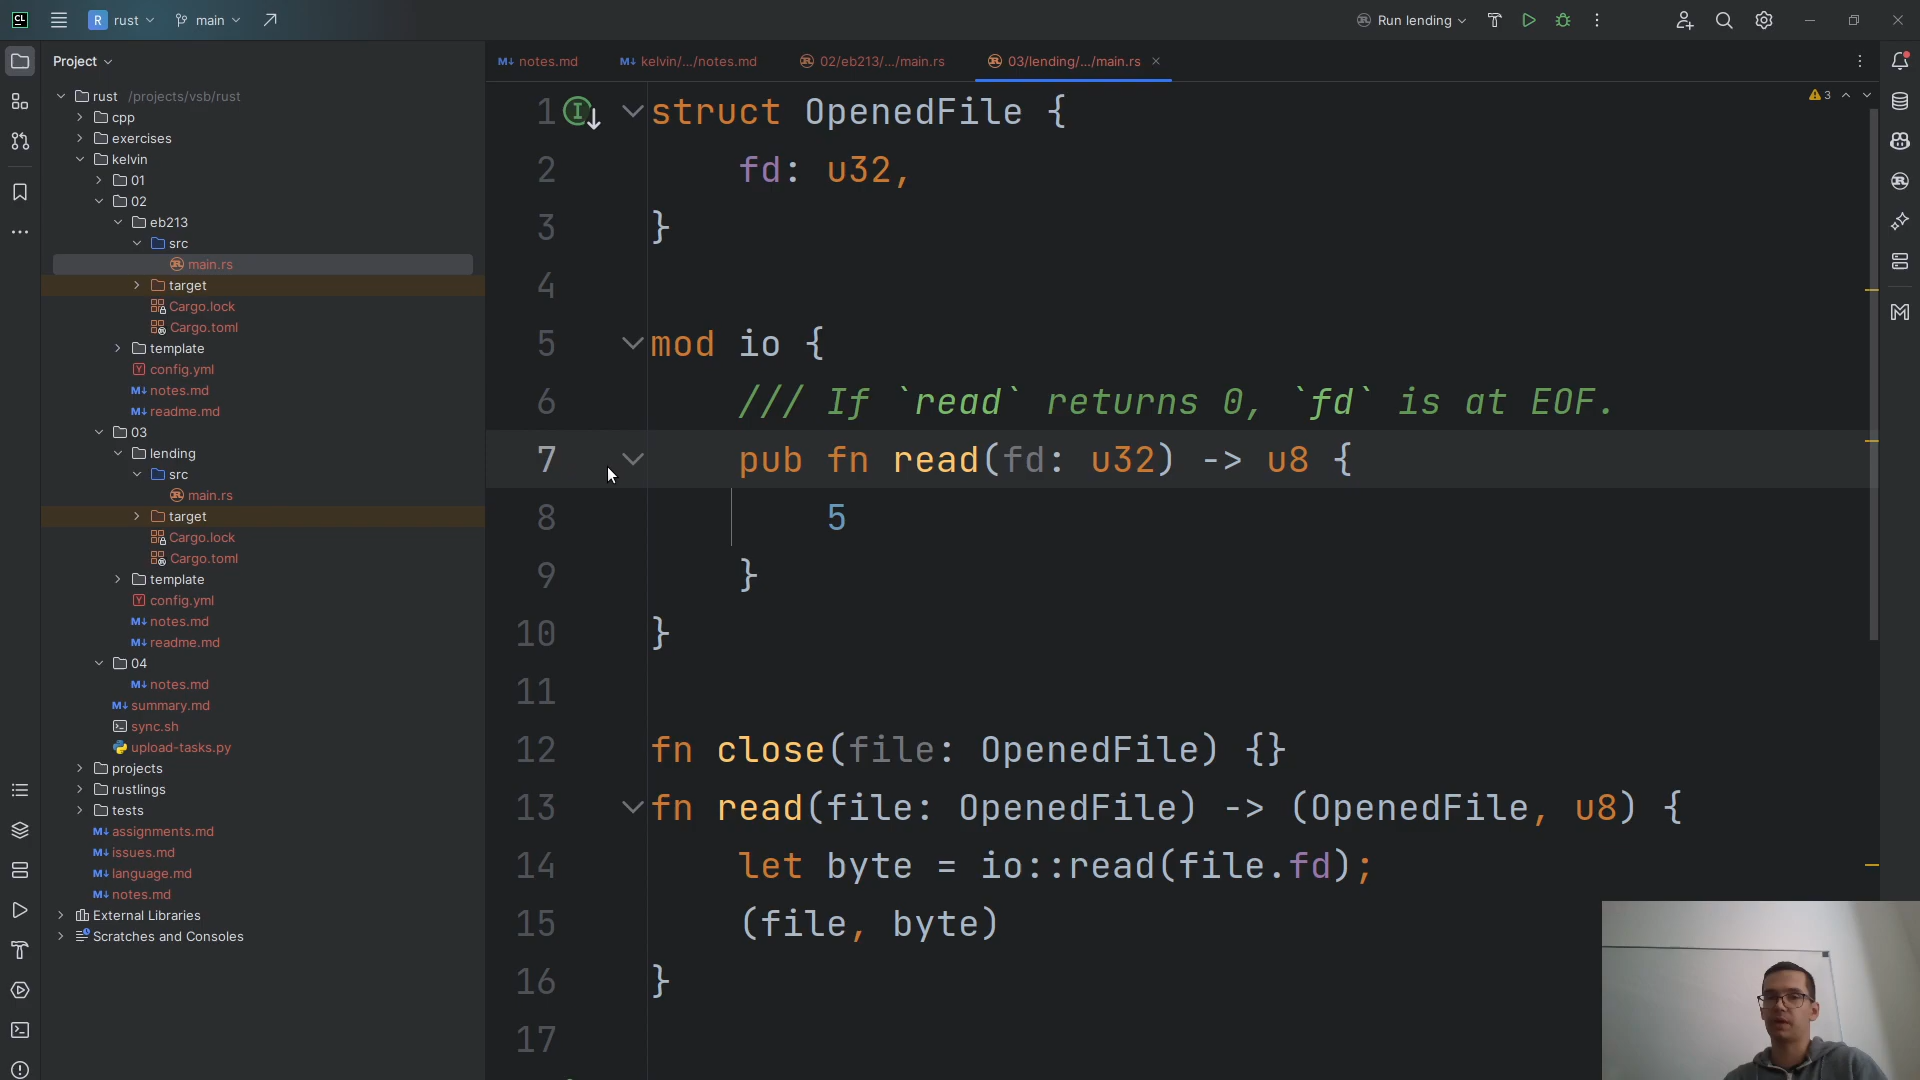 CL
R rust
main
Run lending
Project
notes.md
kelvin/.../notes.md
02/eb213/.../main.rs
03/lending/.../main.rs
rust /projects/vsb/rust
cpp
exercises
kelvin
01
02
eb213
src
main.rs
target
Cargo.lock
Cargo.toml
template
config.yml
notes.md
readme.md
03
lending
src
main.rs
target
Cargo.lock
Cargo.toml
template
config.yml
notes.md
readme.md
04
notes.md
summary.md
sync.sh
upload-tasks.py
projects
rustlings
tests
assignments.md
issues.md
language.md
notes.md
External Libraries
Scratches and Consoles
3
1 struct OpenedFile {
2 fd: u32,
3 }
4
5 mod io {
6 /// If `read` returns 0, `fd` is at EOF.
7 pub fn read(fd: u32) -> u8 {
8 5
9 }
10 }
11
12 fn close(file: OpenedFile) {}
13 fn read(file: OpenedFile) -> (OpenedFile, u8) {
14 let byte = io::read(file.fd);
15 (file, byte)
16 }
17